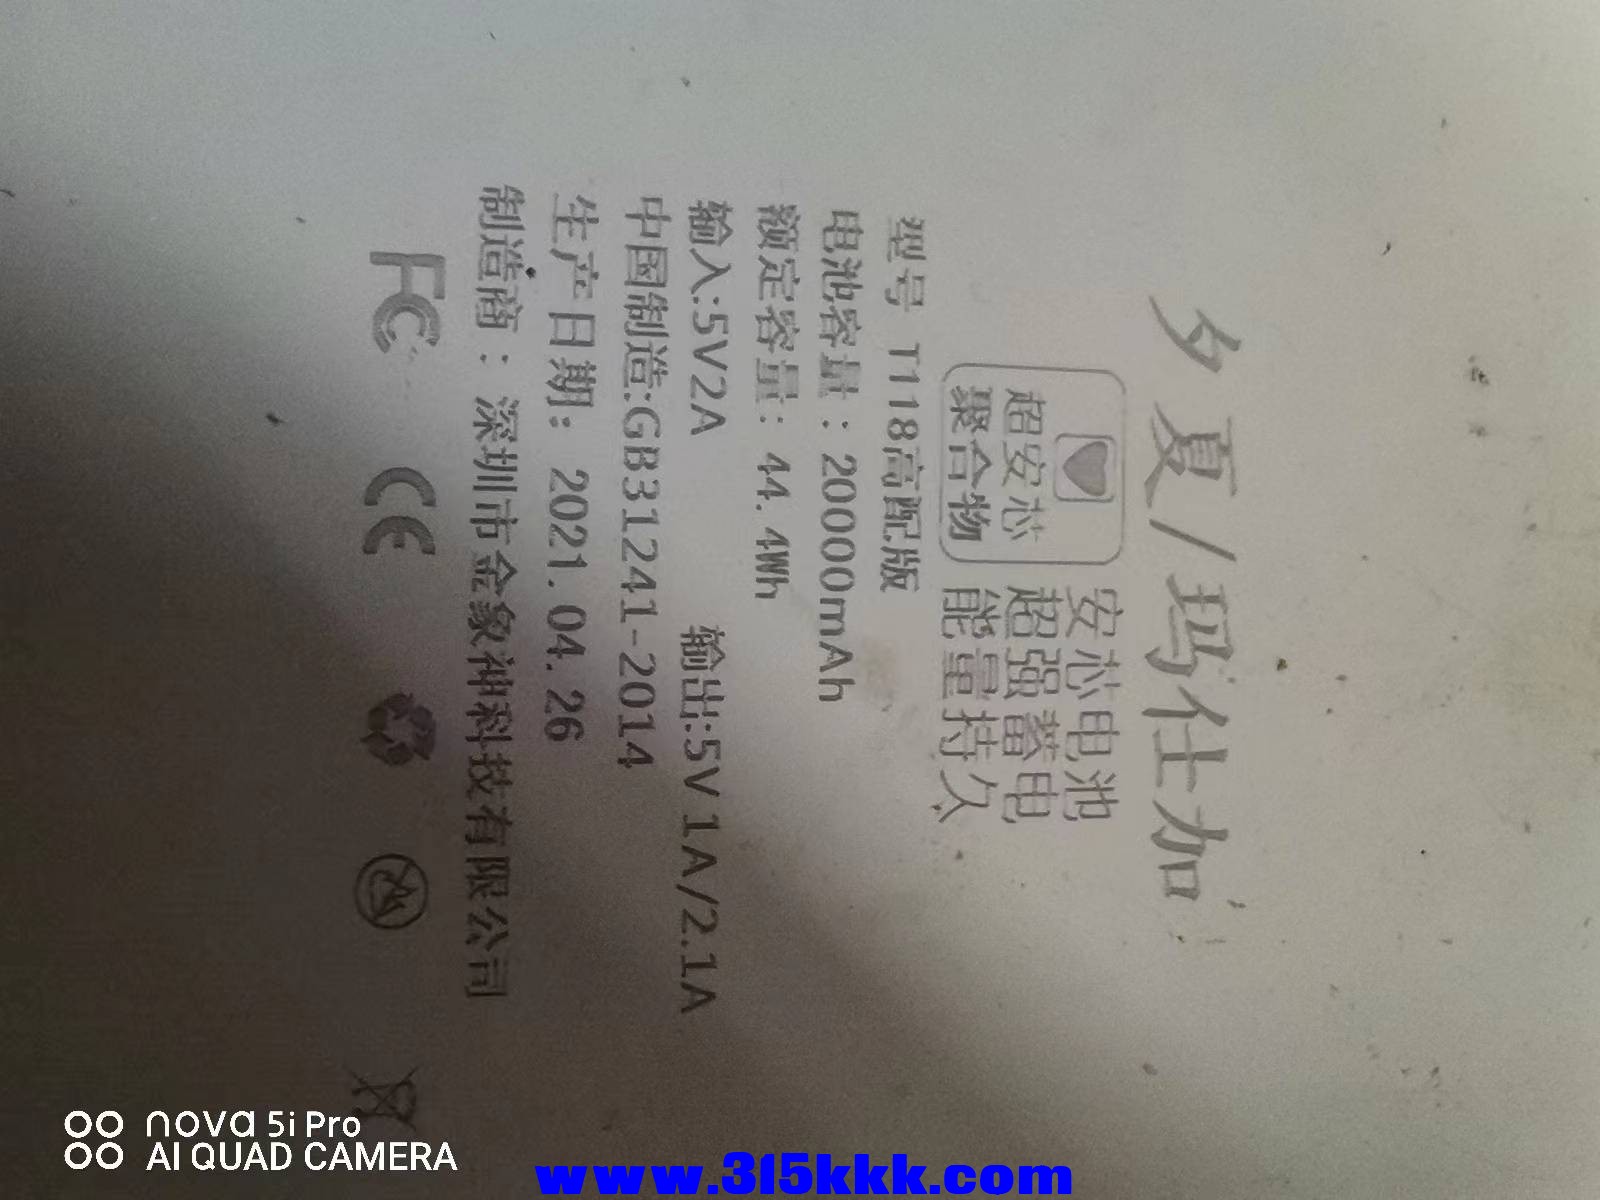 夕夏/玛仕加
超安芯
聚合物
安芯电池
超强蓄电
能量持久
型号 T118高配版
电池容量：20000mAh
额定容量：44.4Wh
输入:5V2A 输出:5V 1A/2.1A
中国制造:GB31241-2014
生产日期：2021.04.26
制造商：深圳市金象神科技有限公司
FC CE
nova 5i Pro
AI QUAD CAMERA
www.315kkk.com